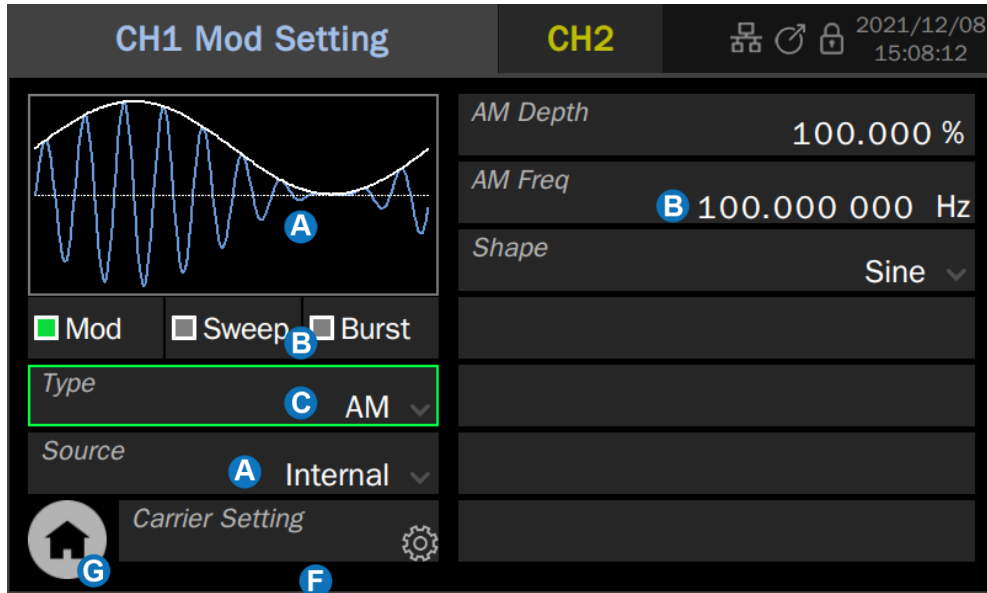 CH1 Mod Setting
CH2
2021/12/08
15:08:12
A
Mod
Sweep
Burst
B
Type
C
AM
Source
A
Internal
Carrier Setting
G
F
AM Depth
100.000 %
AM Freq
B
100.000 000 Hz
Shape
Sine